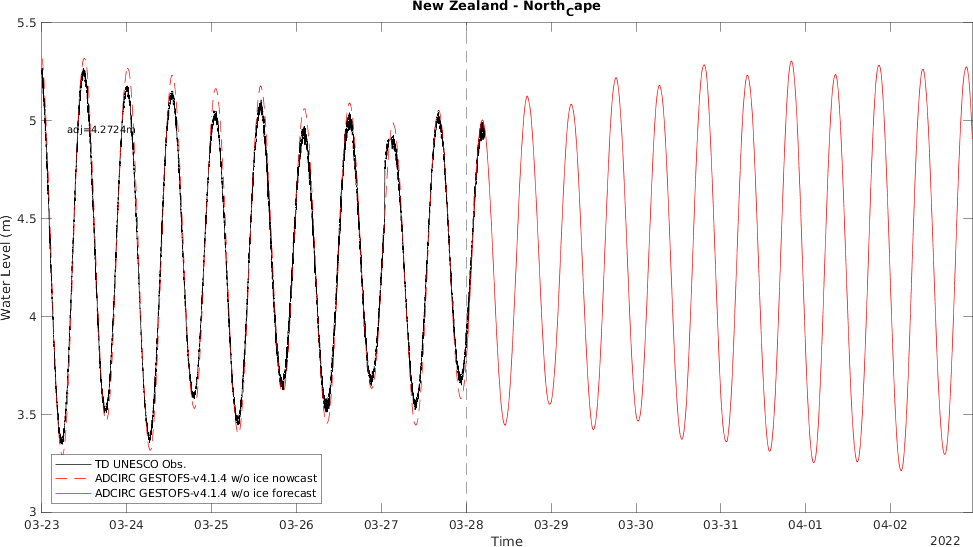 New Zealand - North_Cape
5.5
5
4.5
4
3.5
3
Water Level (m)
adj=4.2724m
TD UNESCO Obs.
ADCIRC GESTOFS-v4.1.4 w/o ice nowcast
ADCIRC GESTOFS-v4.1.4 w/o ice forecast
03-23 03-24 03-25 03-26 03-27 03-28 03-29 03-30 03-31 04-01 04-02
Time
2022